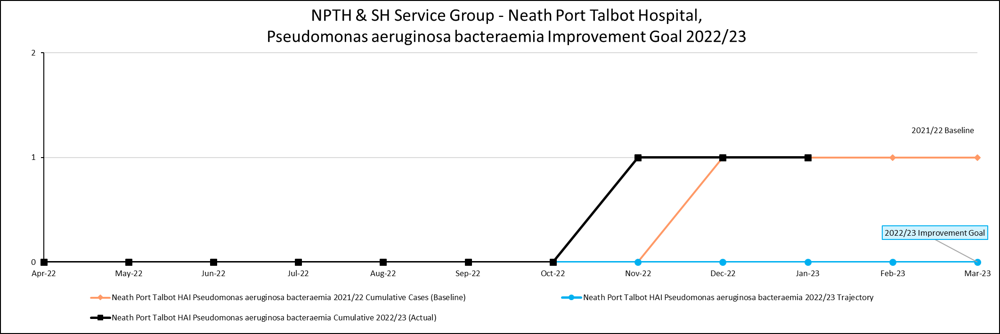 NPTH & SH Service Group - Neath Port Talbot Hospital,
Pseudomonas aeruginosa bacteraemia Improvement Goal 2022/23
2
1
0
2021/22 Baseline
2022/23 Improvement Goal
Apr-22 May-22 Jun-22 Jul-22 Aug-22 Sep-22 Oct-22 Nov-22 Dec-22 Jan-23 Feb-23 Mar-23
Neath Port Talbot HAI Pseudomonas aeruginosa bacteraemia 2021/22 Cumulative Cases (Baseline)
Neath Port Talbot HAI Pseudomonas aeruginosa bacteraemia 2022/23 Trajectory
Neath Port Talbot HAI Pseudomonas aeruginosa bacteraemia Cumulative 2022/23 (Actual)